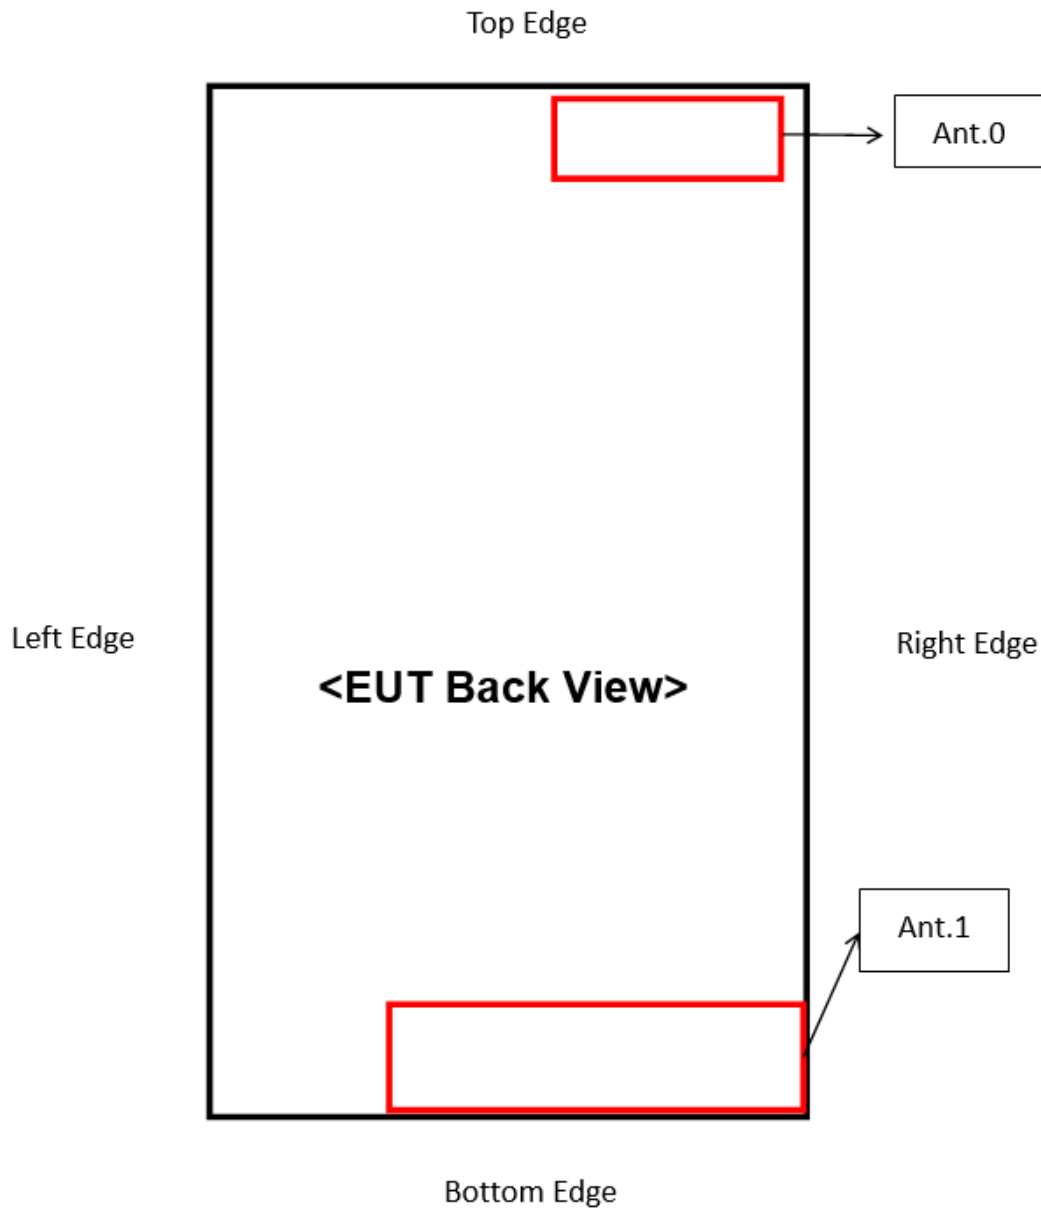 Top Edge
Ant.0
Left Edge
Right Edge
<EUT Back View>
Ant.1
Bottom Edge